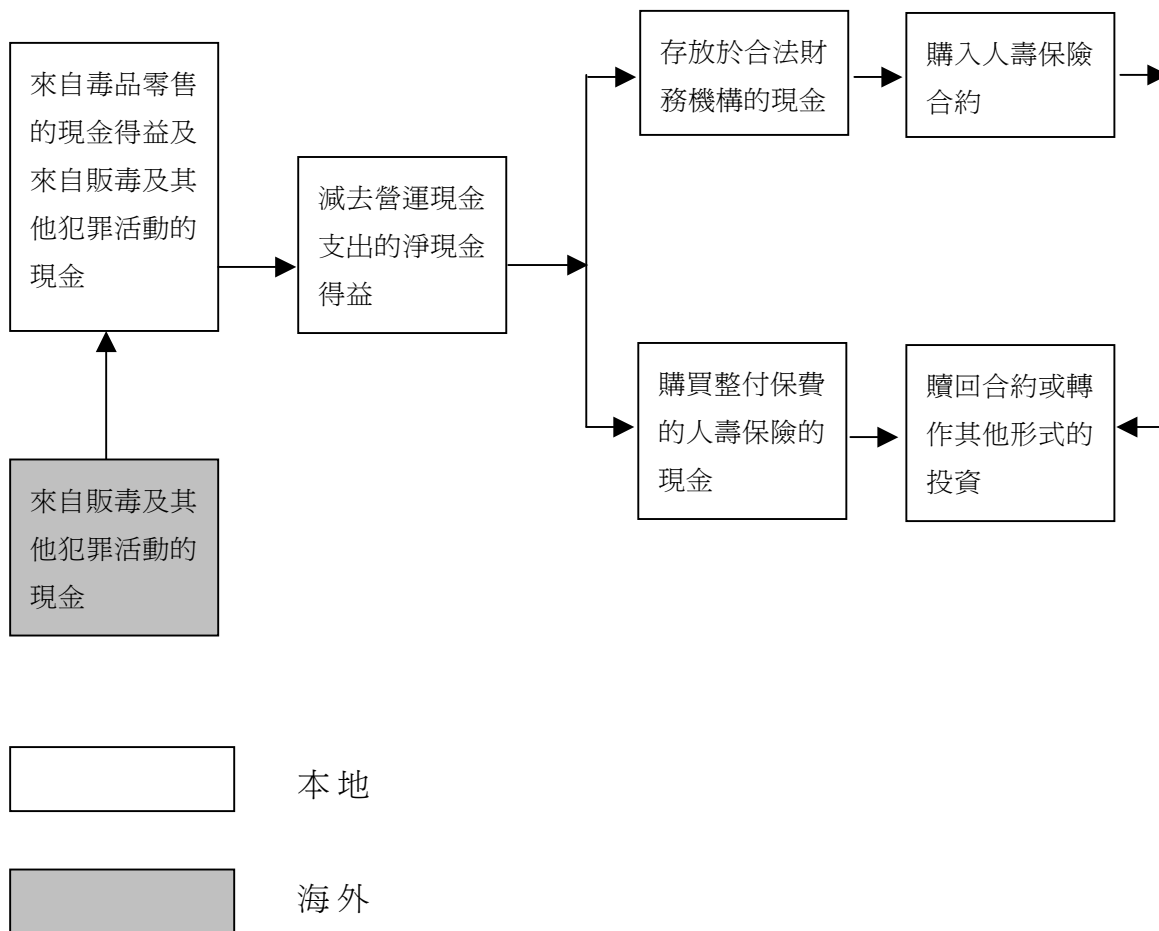 來自毒品零售
的現金得益及
來自販毒及其
他犯罪活動的
現金
減去營運現金
支出的淨現金
得益
存放於合法財
務機構的現金
購入人壽保險
合約
購買整付保費
的人壽保險的
現金
贖回合約或轉
作其他形式的
投資
來自販毒及其
他犯罪活動的
現金
本地
海外